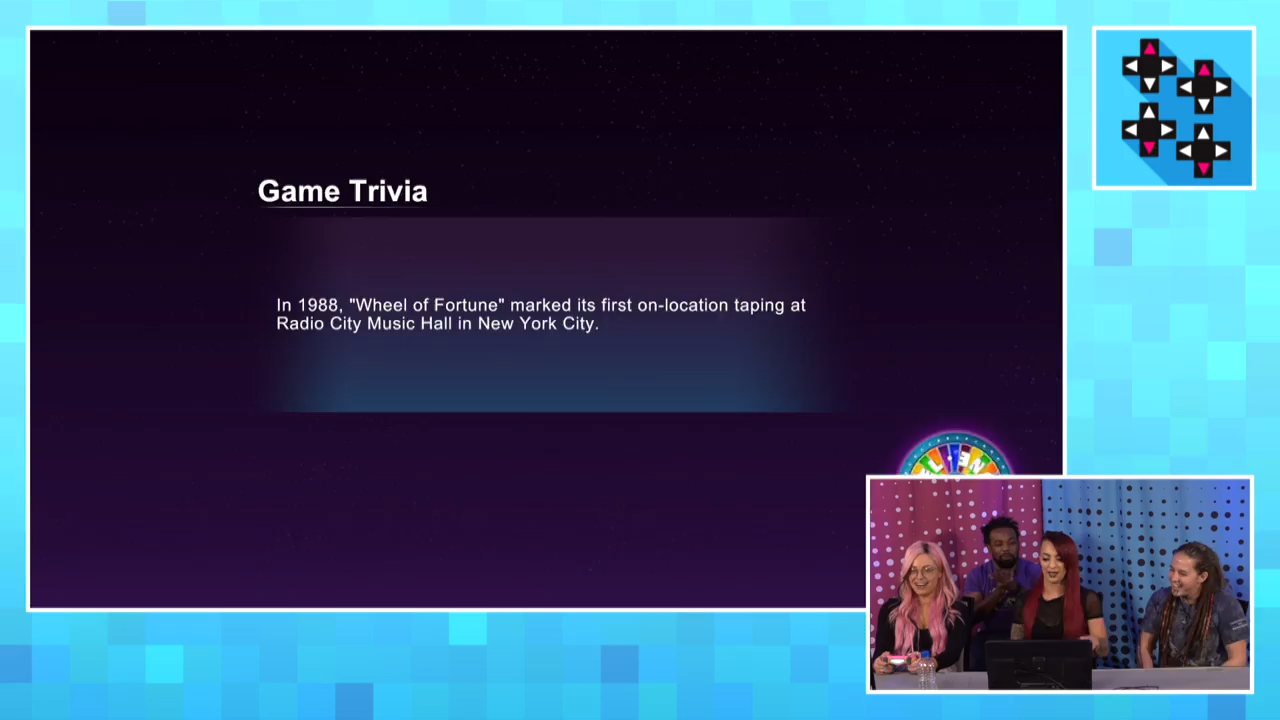 Game Trivia
In 1988, "Wheel of Fortune" marked its first on-location taping at
Radio City Music Hall in New York City.